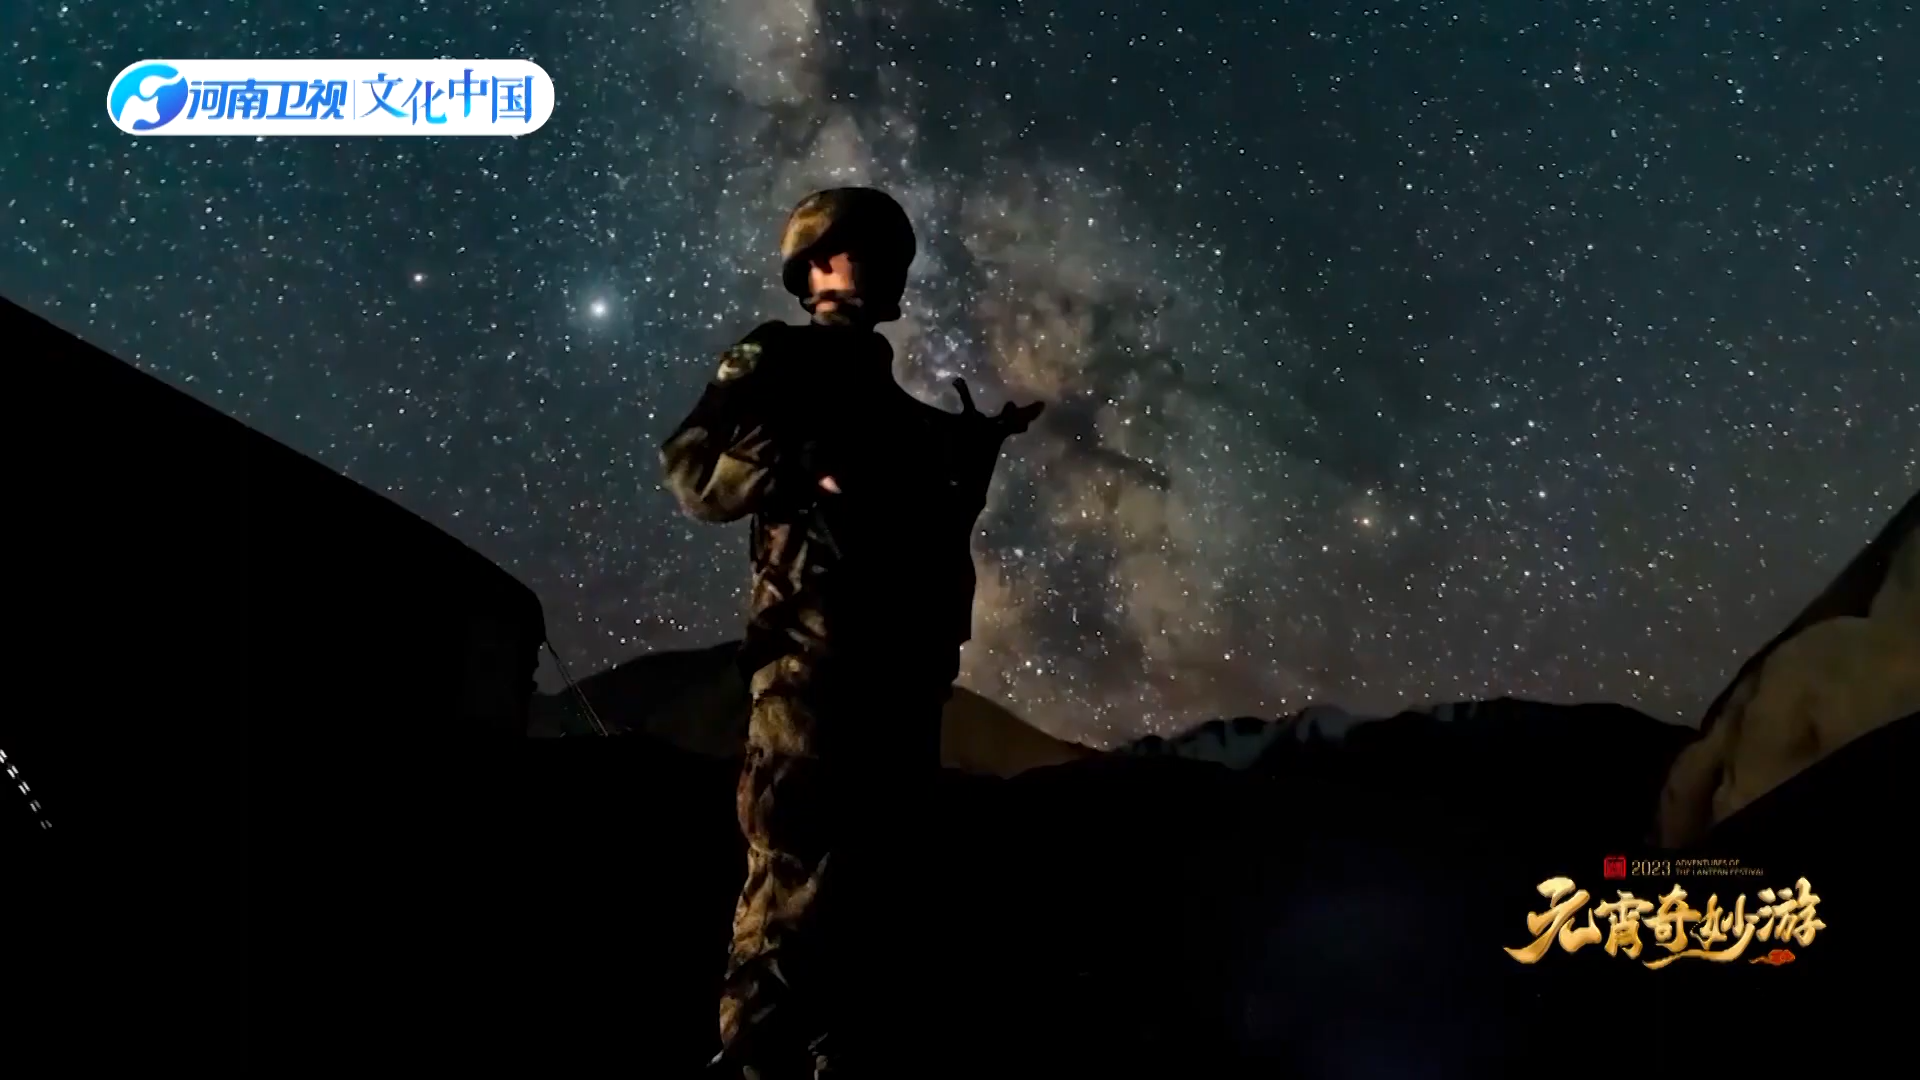 河南卫视 文化中国
2023 ADVENTURES OF
THE LANTERN FESTIVAL
元宵奇妙游